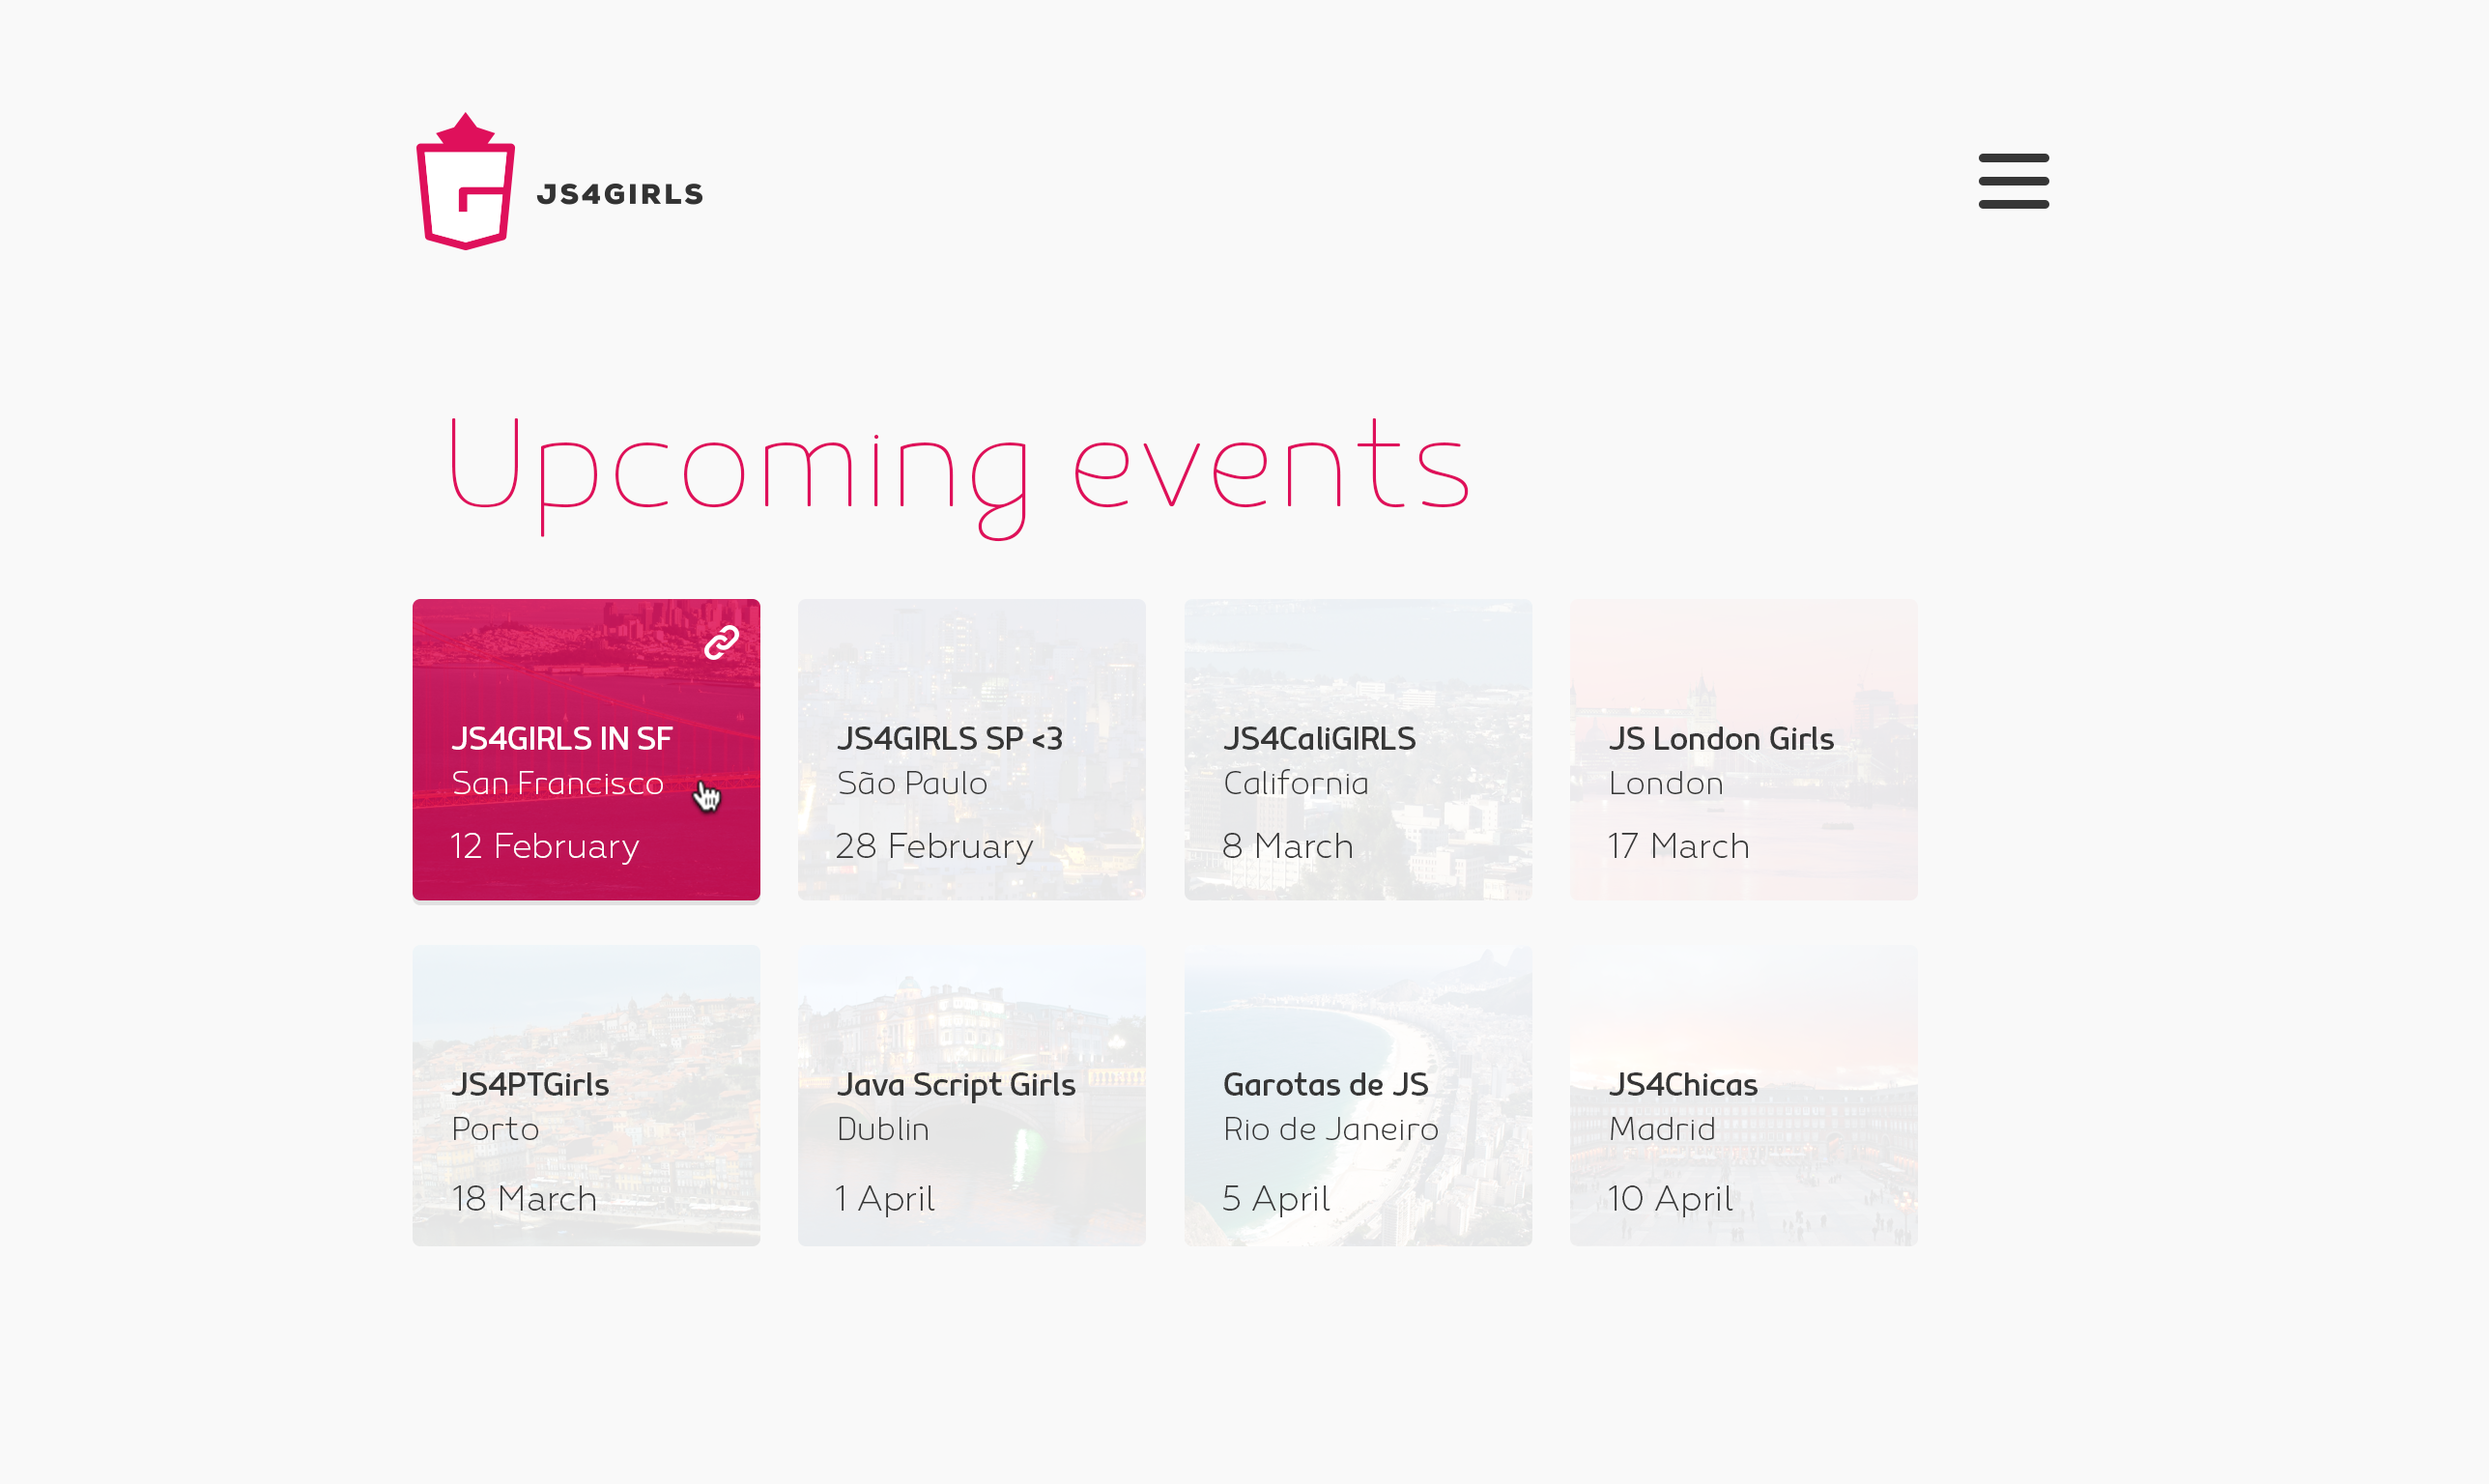 JS4GIRLS
Upcoming events
JS4GIRLS IN SF
San Francisco
12 February
JS4GIRLS SP <3
São Paulo
28 February
JS4CaliGIRLS
California
8 March
JS London Girls
London
17 March
JS4PTGirls
Porto
18 March
Java Script Girls
Dublin
1 April
Garotas de JS
Rio de Janeiro
5 April
JS4Chicas
Madrid
10 April